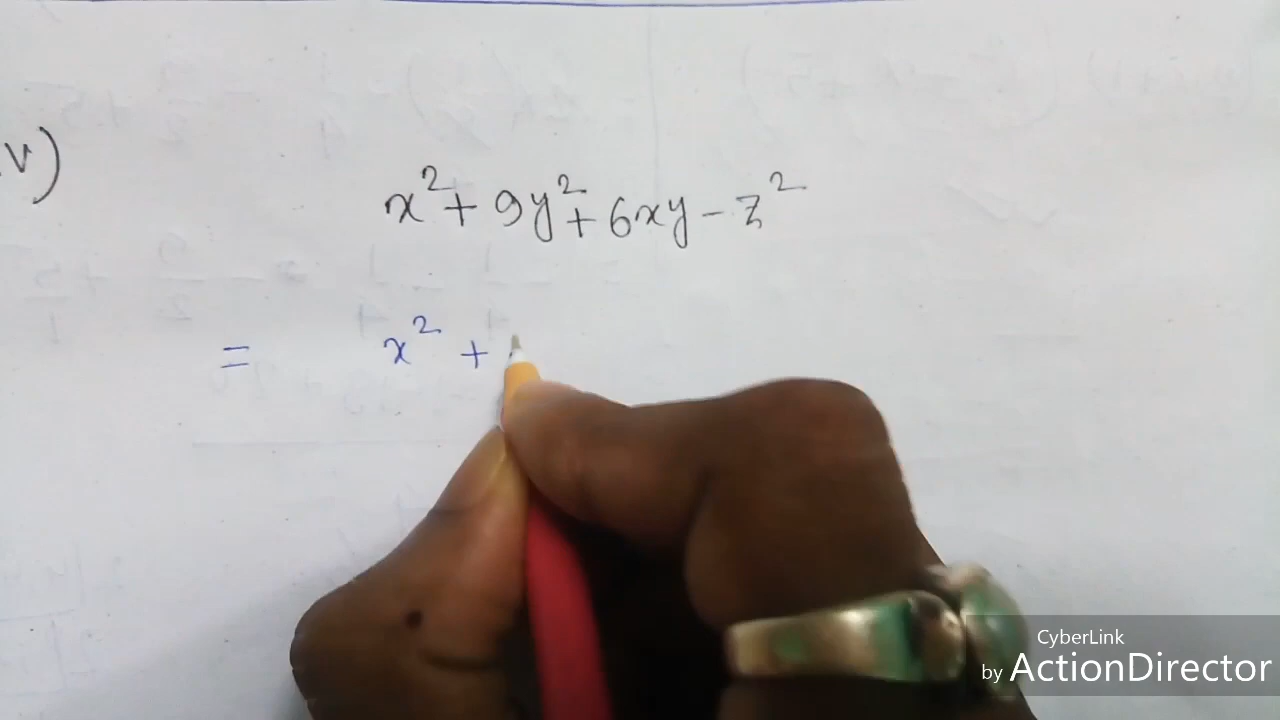 v)
x² + 9y² + 6xy - z²
= x² +
CyberLink
by ActionDirector